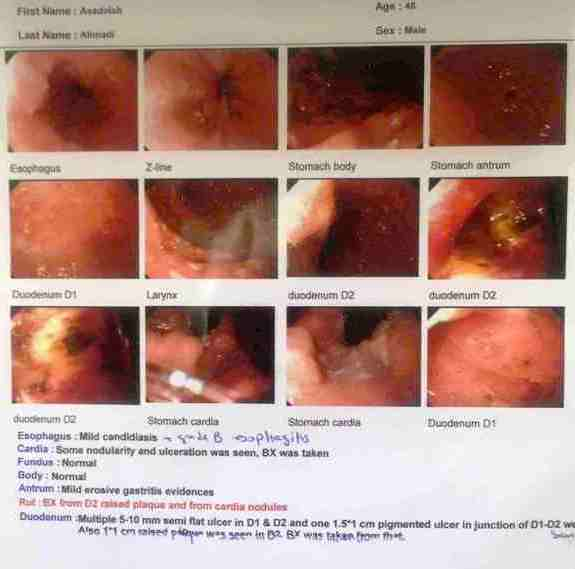 First Name : Asadolah
Age : 46
Last Name : Ahmadi
Sex : Male
Esophagus
Z-line
Stomach body
Stomach antrum
Duodenum D1
Larynx
duodenum D2
duodenum D2
duodenum D2
Stomach cardia
Stomach cardia
Duodenum D1
Esophagus : Mild candidiasis → grade B esophagitis
Cardia : Some nodularity and ulceration was seen, BX was taken
Fundus : Normal
Body : Normal
Antrum : Mild erosive gastritis evidences
Rut : BX from D2 raised plaque and from cardia nodules
Duodenum :Multiple 5-10 mm semi flat ulcer in D1 & D2 and one 1.5*1 cm pigmented ulcer in junction of D1-D2 we
Also 1*1 cm raised plaque was seen in D2. BX was taken from that.